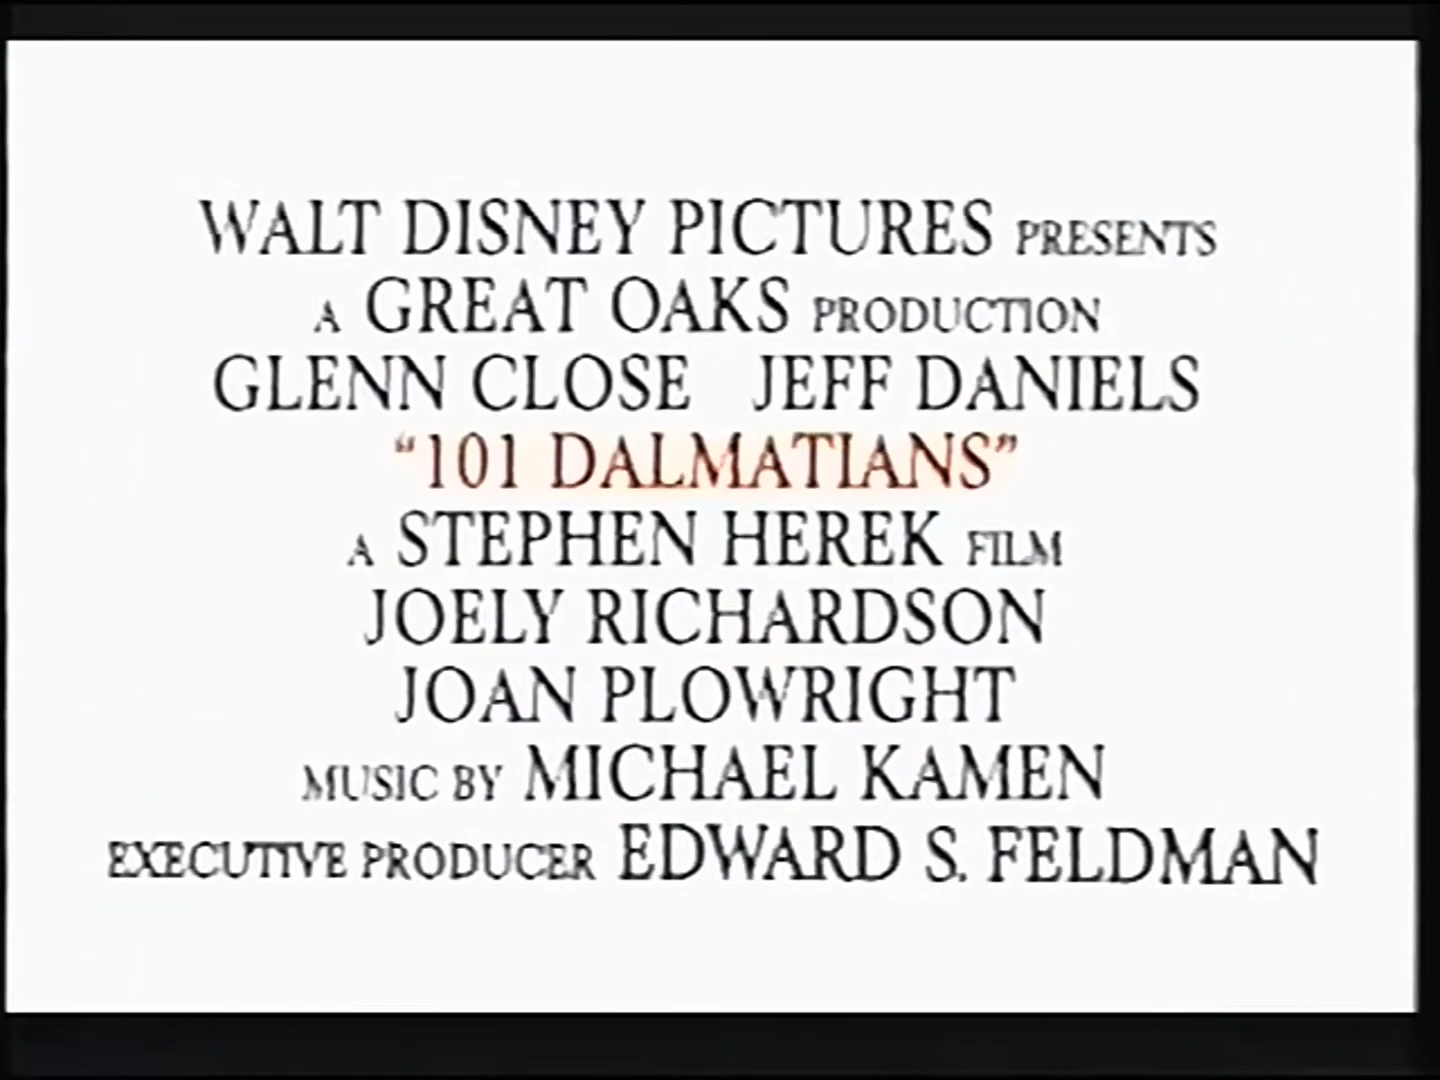 WALT DISNEY PICTURES PRESENTS
A GREAT OAKS PRODUCTION
GLENN CLOSE JEFF DANIELS
“101 DALMATIANS”
A STEPHEN HEREK FILM
JOELY RICHARDSON
JOAN PLOWRIGHT
MUSIC BY MICHAEL KAMEN
EXECUTIVE PRODUCER EDWARD S. FELDMAN